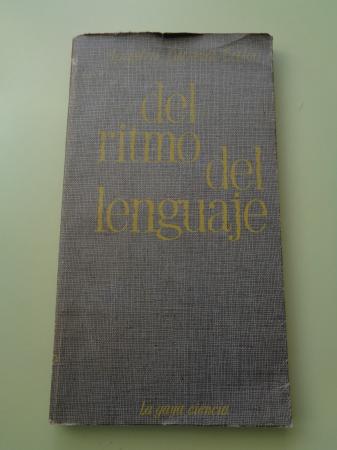 del
ritmo
del
lenguaje
la gaya ciencia